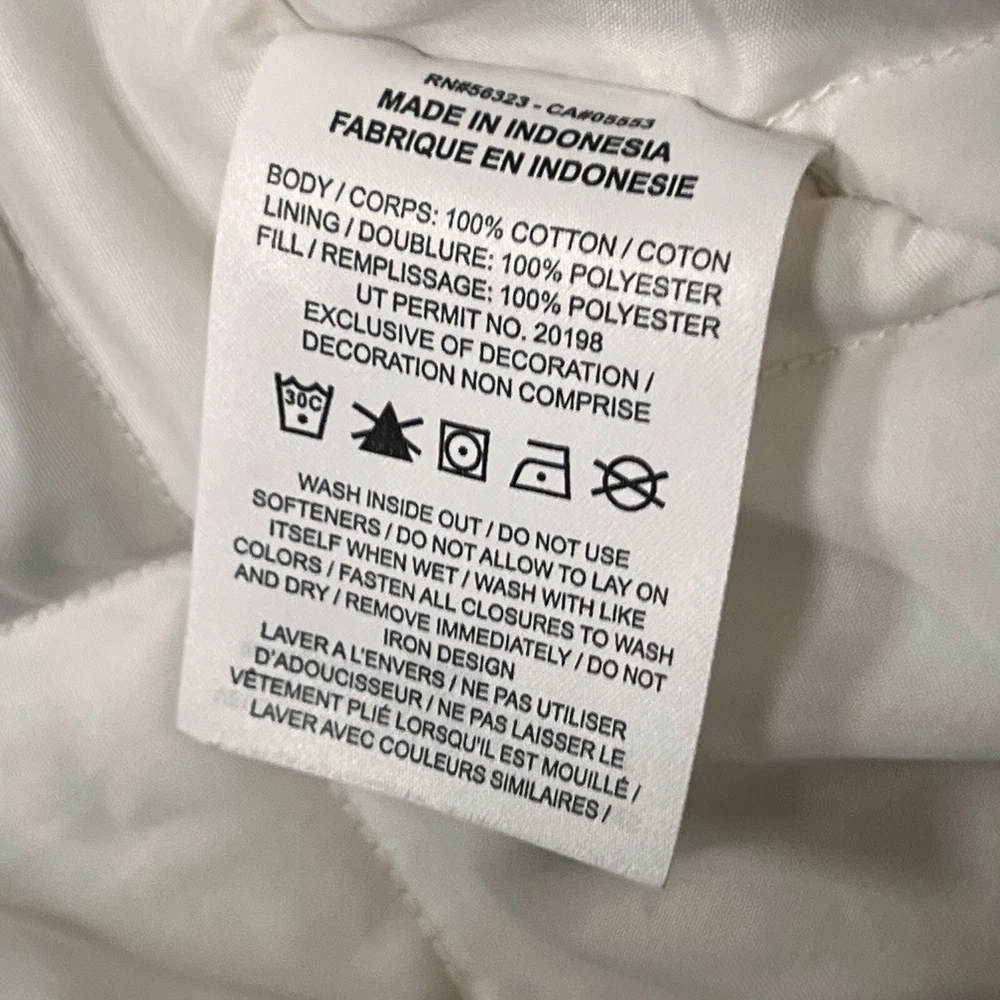 RN#56323 - CA#05553
MADE IN INDONESIA
FABRIQUE EN INDONESIE
BODY / CORPS: 100% COTTON / COTON
LINING / DOUBLURE: 100% POLYESTER
FILL / REMPLISSAGE: 100% POLYESTER
UT PERMIT NO. 20198
EXCLUSIVE OF DECORATION /
DECORATION NON COMPRISE
30C
WASH INSIDE OUT / DO NOT USE
SOFTENERS / DO NOT ALLOW TO LAY ON
ITSELF WHEN WET / WASH WITH LIKE
COLORS / FASTEN ALL CLOSURES TO WASH
AND DRY / REMOVE IMMEDIATELY / DO NOT
IRON DESIGN
LAVER A L'ENVERS / NE PAS UTILISER
D'ADOUCISSEUR / NE PAS LAISSER LE
VÊTEMENT PLIÉ LORSQU'IL EST MOUILLÉ /
LAVER AVEC COULEURS SIMILAIRES /